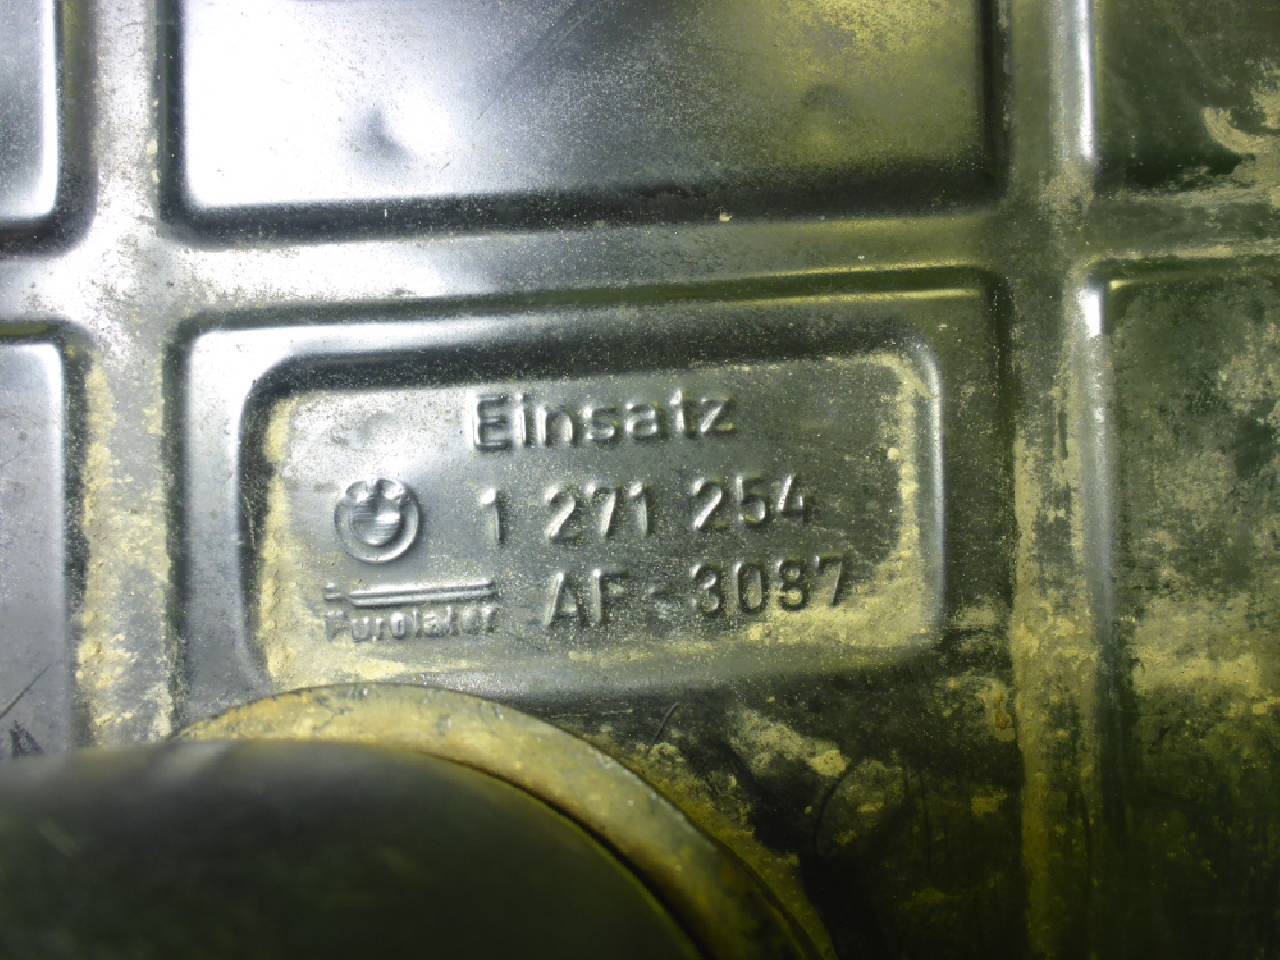 Einsatz
1 271 254
Purolator AF-3087